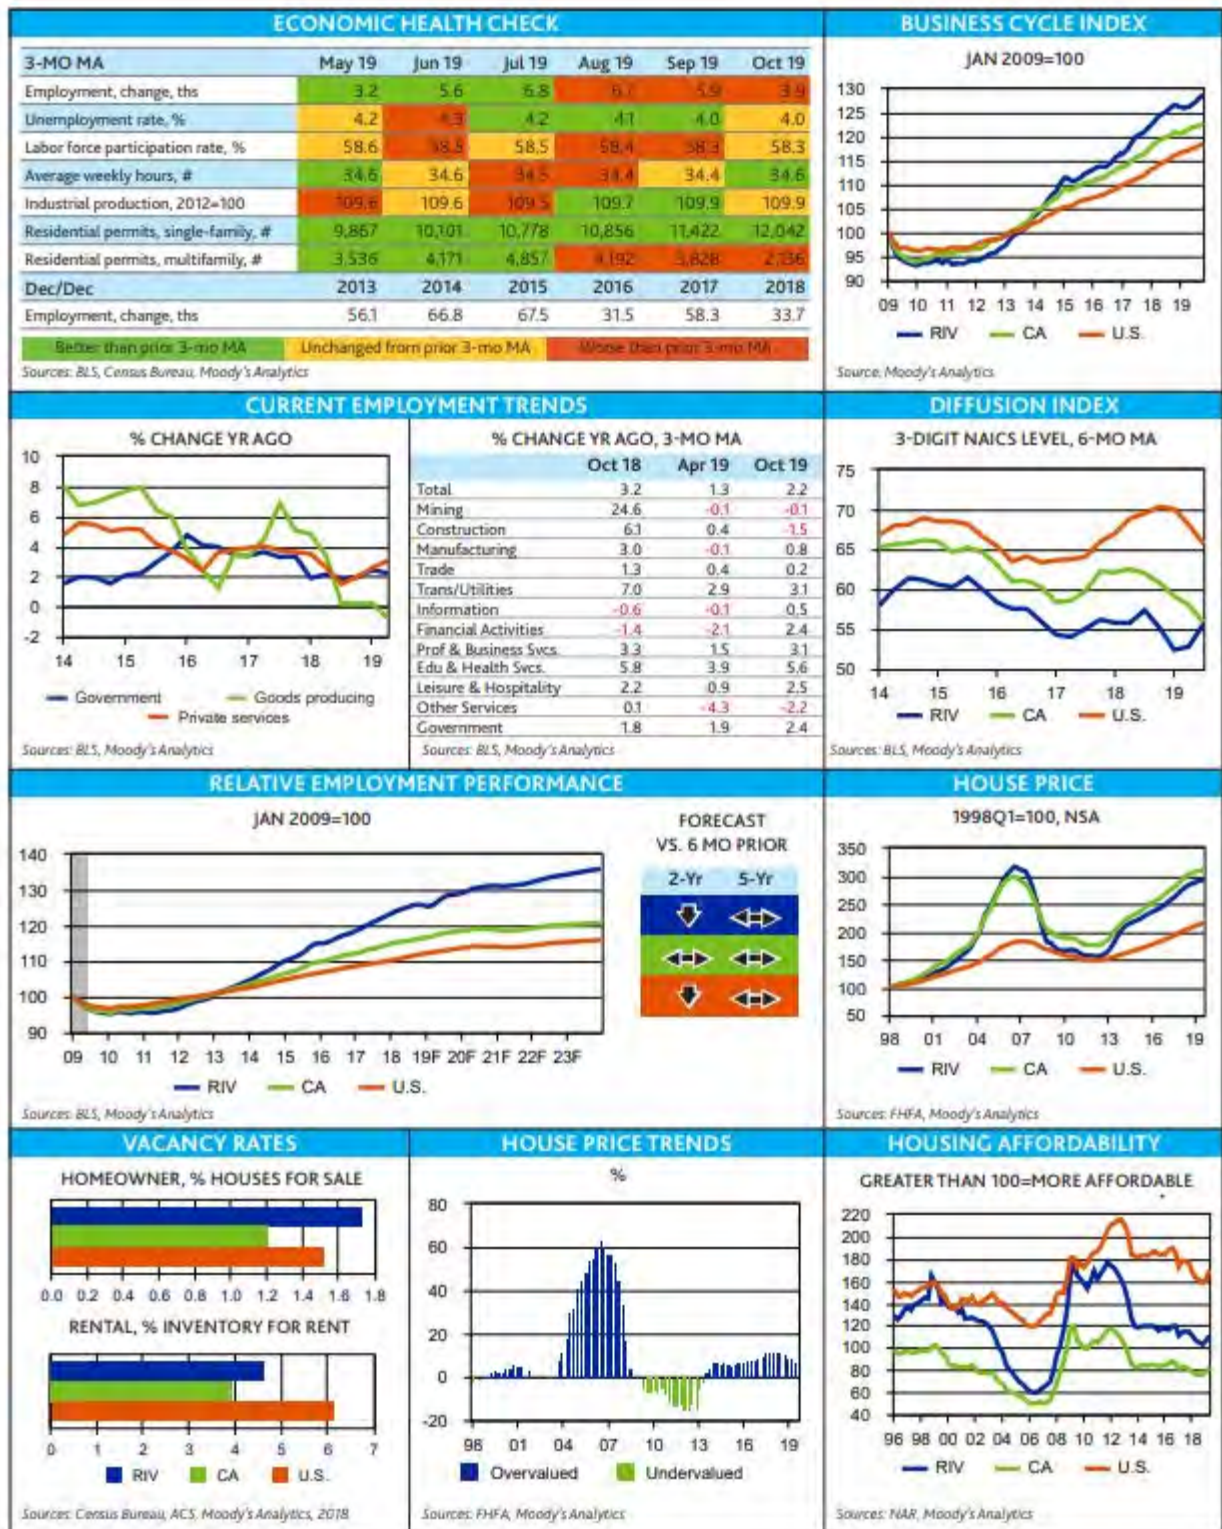 ECONOMIC HEALTH CHECK
3-MO MA May 19 Jun 19 Jul 19 Aug 19 Sep 19 Oct 19
Employment, change, ths 3.2 5.6 6.8 6.7 5.9 3.9
Unemployment rate, % 4.2 4.3 4.2 4.1 4.0 4.0
Labor force participation rate, % 58.6 58.5 58.4 58.3 58.3
Average weekly hours, # 34.6 34.6 34.5 34.4 34.4 34.6
Industrial production, 2012=100 109.6 109.6 109.5 109.7 109.9 109.9
Residential permits, single-family, # 9,867 10,101 10,778 10,856 11,422 12,042
Residential permits, multifamily, # 3,536 4,171 4,857 4,192 3,828 2,136
Dec/Dec 2013 2014 2015 2016 2017 2018
Employment, change, ths 56.1 66.8 67.5 31.5 58.3 33.7
Better than prior 3-mo MA Unchanged from prior 3-mo MA Worse than prior 3-mo MA
Sources: BLS, Census Bureau, Moody's Analytics
BUSINESS CYCLE INDEX
JAN 2009=100
130
125
120
115
110
105
100
95
90
09 10 11 12 13 14 15 16 17 18 19
RIV CA U.S.
Source: Moody's Analytics
CURRENT EMPLOYMENT TRENDS
% CHANGE YR AGO
10
8
6
4
2
0
-2
14 15 16 17 18 19
Government Goods producing
Private services
Sources: BLS, Moody's Analytics
% CHANGE YR AGO, 3-MO MA
Oct 18 Apr 19 Oct 19
Total 3.2 1.3 2.2
Mining 24.6 -0.1 -0.1
Construction 6.1 0.4 -1.5
Manufacturing 3.0 -0.1 0.8
Trade 1.3 0.4 0.2
Trans/Utilities 7.0 2.9 3.1
Information -0.6 -0.1 0.5
Financial Activities -1.4 -2.1 2.4
Prof & Business Svcs. 3.3 1.5 3.1
Edu & Health Svcs. 5.8 3.9 5.6
Leisure & Hospitality 2.2 0.9 2.5
Other Services 0.1 -4.3 -2.2
Government 1.8 1.9 2.4
Sources: BLS, Moody's Analytics
DIFFUSION INDEX
3-DIGIT NAICS LEVEL, 6-MO MA
75
70
65
60
55
50
14 15 16 17 18 19
RIV CA U.S.
Sources: BLS, Moody's Analytics
RELATIVE EMPLOYMENT PERFORMANCE
JAN 2009=100
140
130
120
110
100
90
09 10 11 12 13 14 15 16 17 18 19F 20F 21F 22F 23F
RIV CA U.S.
Sources: BLS, Moody's Analytics
FORECAST
VS. 6 MO PRIOR
2-Yr 5-Yr
HOUSE PRICE
1998Q1=100, NSA
350
300
250
200
150
100
50
98 01 04 07 10 13 16 19
RIV CA U.S.
Sources: FHFA, Moody's Analytics
VACANCY RATES
HOMEOWNER, % HOUSES FOR SALE
0.0 0.2 0.4 0.6 0.8 1.0 1.2 1.4 1.6 1.8
RENTAL, % INVENTORY FOR RENT
0 1 2 3 4 5 6 7
RIV CA U.S.
Sources: Census Bureau, ACS, Moody's Analytics, 2018
HOUSE PRICE TRENDS
%
80
60
40
20
0
-20
98 01 04 07 10 13 16 19
Overvalued Undervalued
Sources: FHFA, Moody's Analytics
HOUSING AFFORDABILITY
GREATER THAN 100=MORE AFFORDABLE
220
200
180
160
140
120
100
80
60
40
96 98 00 02 04 06 08 10 12 14 16 18
RIV CA U.S.
Sources: NAR, Moody's Analytics